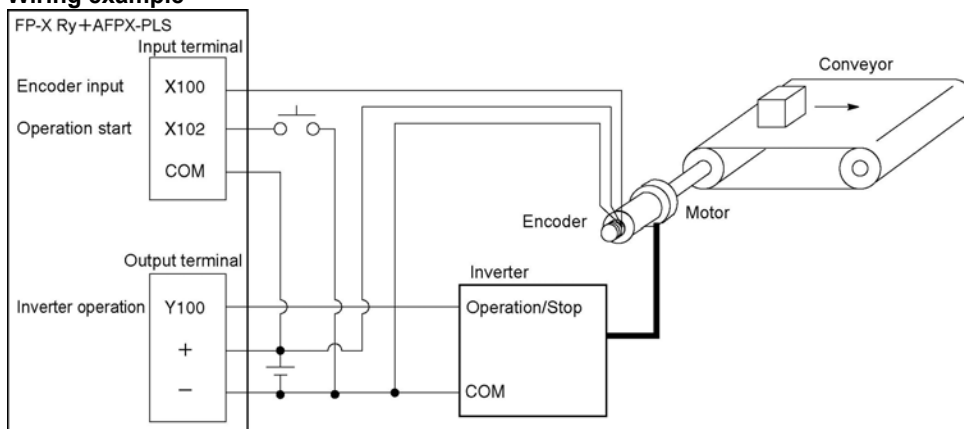 Wiring example
FP-X Ry+AFPX-PLS
Input terminal
Encoder input
X100
Operation start
X102
COM
Conveyor
Encoder
Motor
Output terminal
Inverter
Inverter operation
Y100
Operation/Stop
+
−
COM